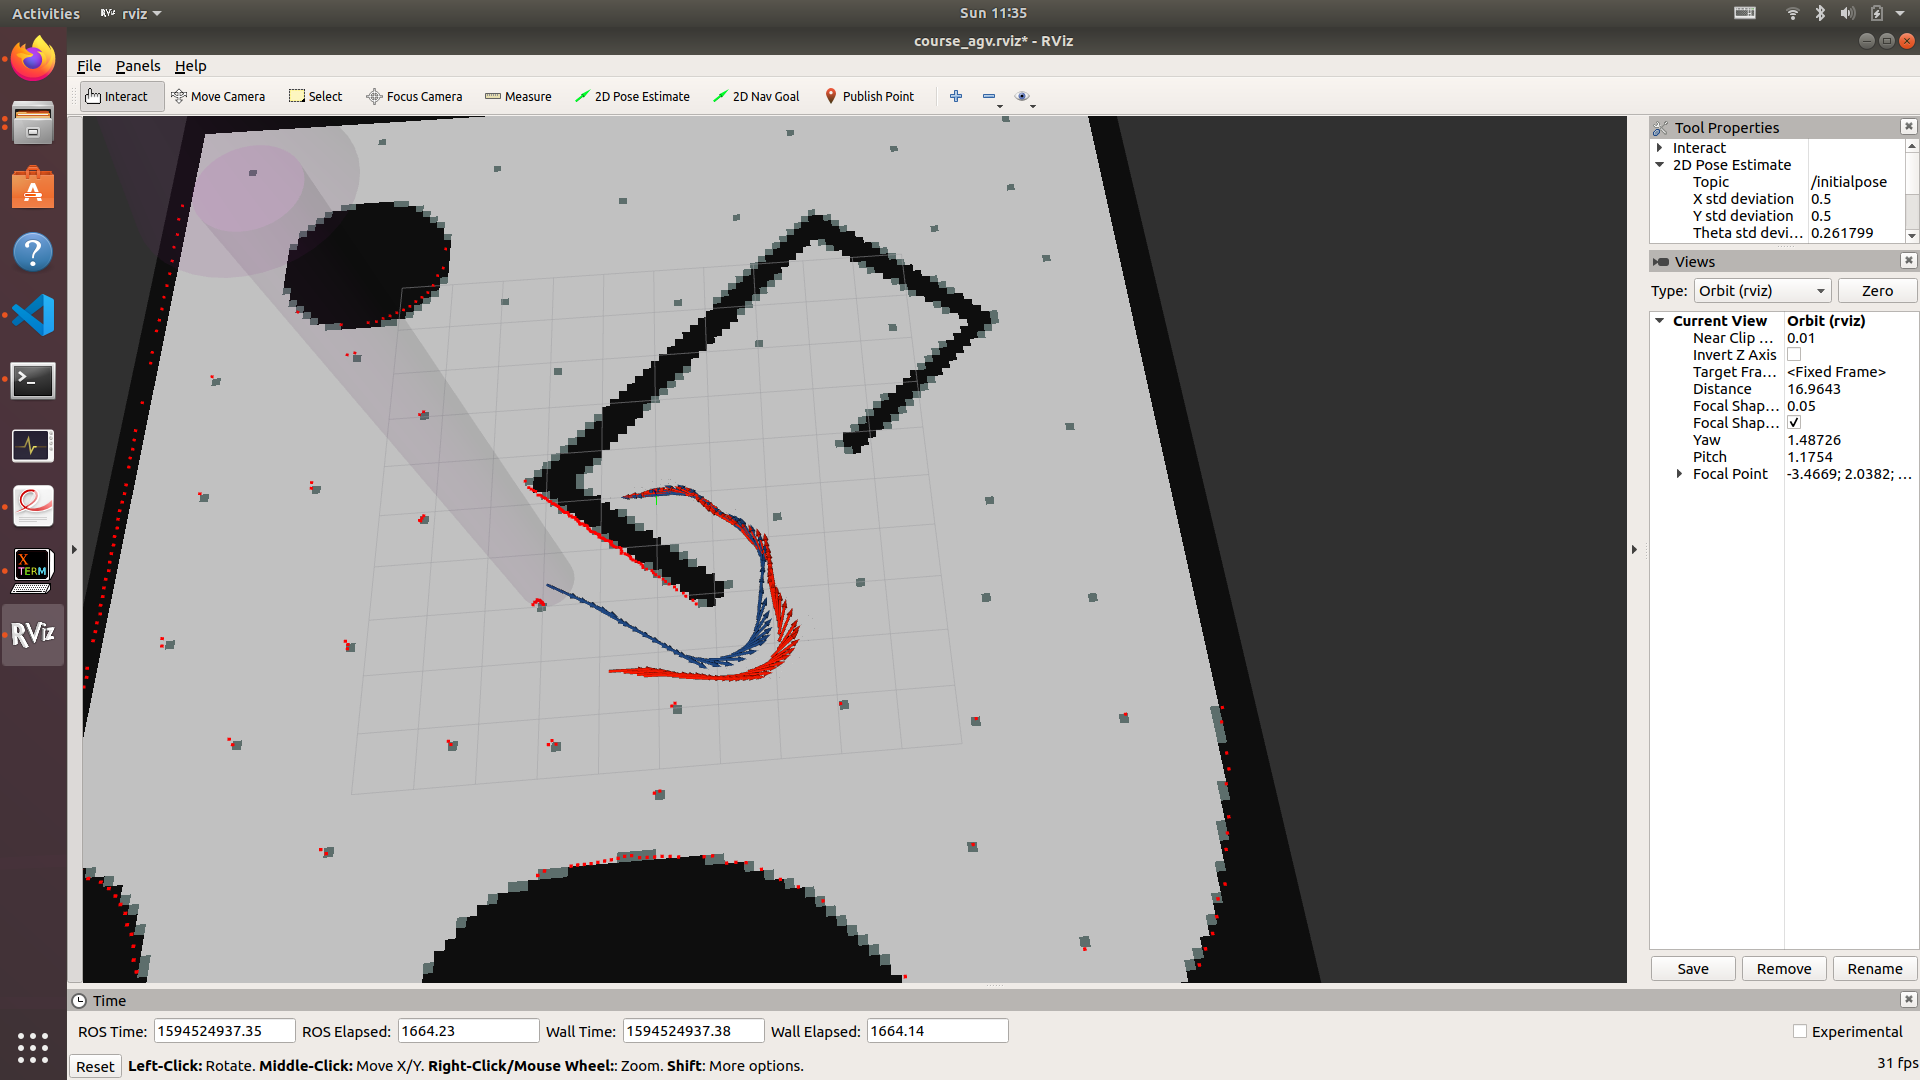 Activities
RViz rviz
Sun 11:35
course_agv.rviz* - RViz
File Panels Help
Interact Move Camera Select Focus Camera Measure 2D Pose Estimate 2D Nav Goal Publish Point
Tool Properties
Interact
2D Pose Estimate
Topic /initialpose
X std deviation 0.5
Y std deviation 0.5
Theta std devi... 0.261799
Views
Type: Orbit (rviz) Zero
Current View Orbit (rviz)
Near Clip ... 0.01
Invert Z Axis
Target Fra... <Fixed Frame>
Distance 16.9643
Focal Shap... 0.05
Focal Shap...
Yaw 1.48726
Pitch 1.1754
Focal Point -3.4669; 2.0382; ...
Save Remove Rename
X
TERM
RViz
Time
ROS Time: 1594524937.35 ROS Elapsed: 1664.23 Wall Time: 1594524937.38 Wall Elapsed: 1664.14 Experimental
Reset Left-Click: Rotate. Middle-Click: Move X/Y. Right-Click/Mouse Wheel:: Zoom. Shift: More options. 31 fps